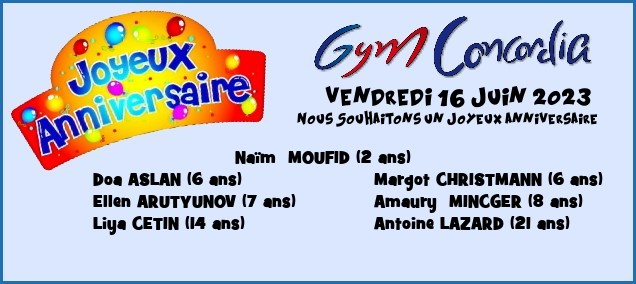 Joyeux
Anniversaire
Gym Concordia
VENDREDI 16 JUIN 2023
NOUS SOUHAITONS UN JOYEUX ANNIVERSAIRE
Naïm MOUFID (2 ans)
Doa ASLAN (6 ans)
Margot CHRISTMANN (6 ans)
Ellen ARUTYUNOV (7 ans)
Amaury MINCGER (8 ans)
Liya CETIN (14 ans)
Antoine LAZARD (21 ans)